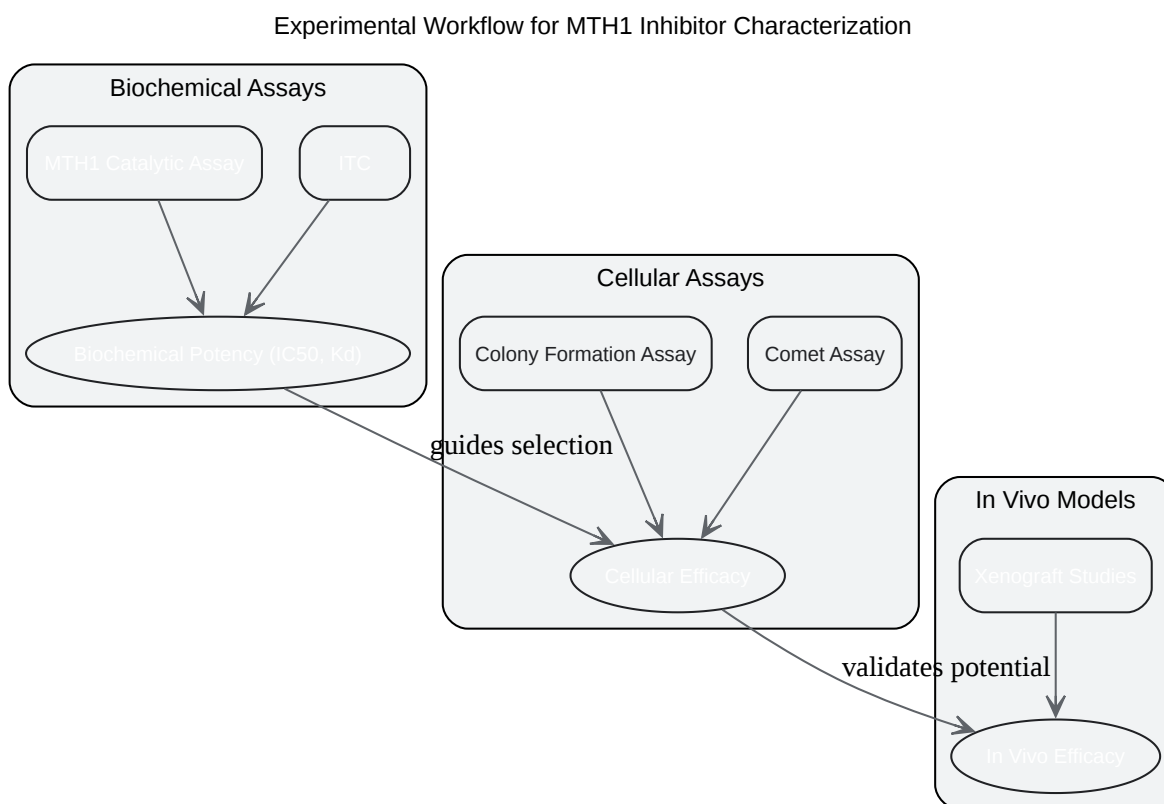 Experimental Workflow for MTH1 Inhibitor Characterization
Biochemical Assays
MTH1 Catalytic Assay
ITC
Biochemical Potency (IC50, Kd)
guides selection
Cellular Assays
Colony Formation Assay
Comet Assay
Cellular Efficacy
validates potential
In Vivo Models
Xenograft Studies
In Vivo Efficacy